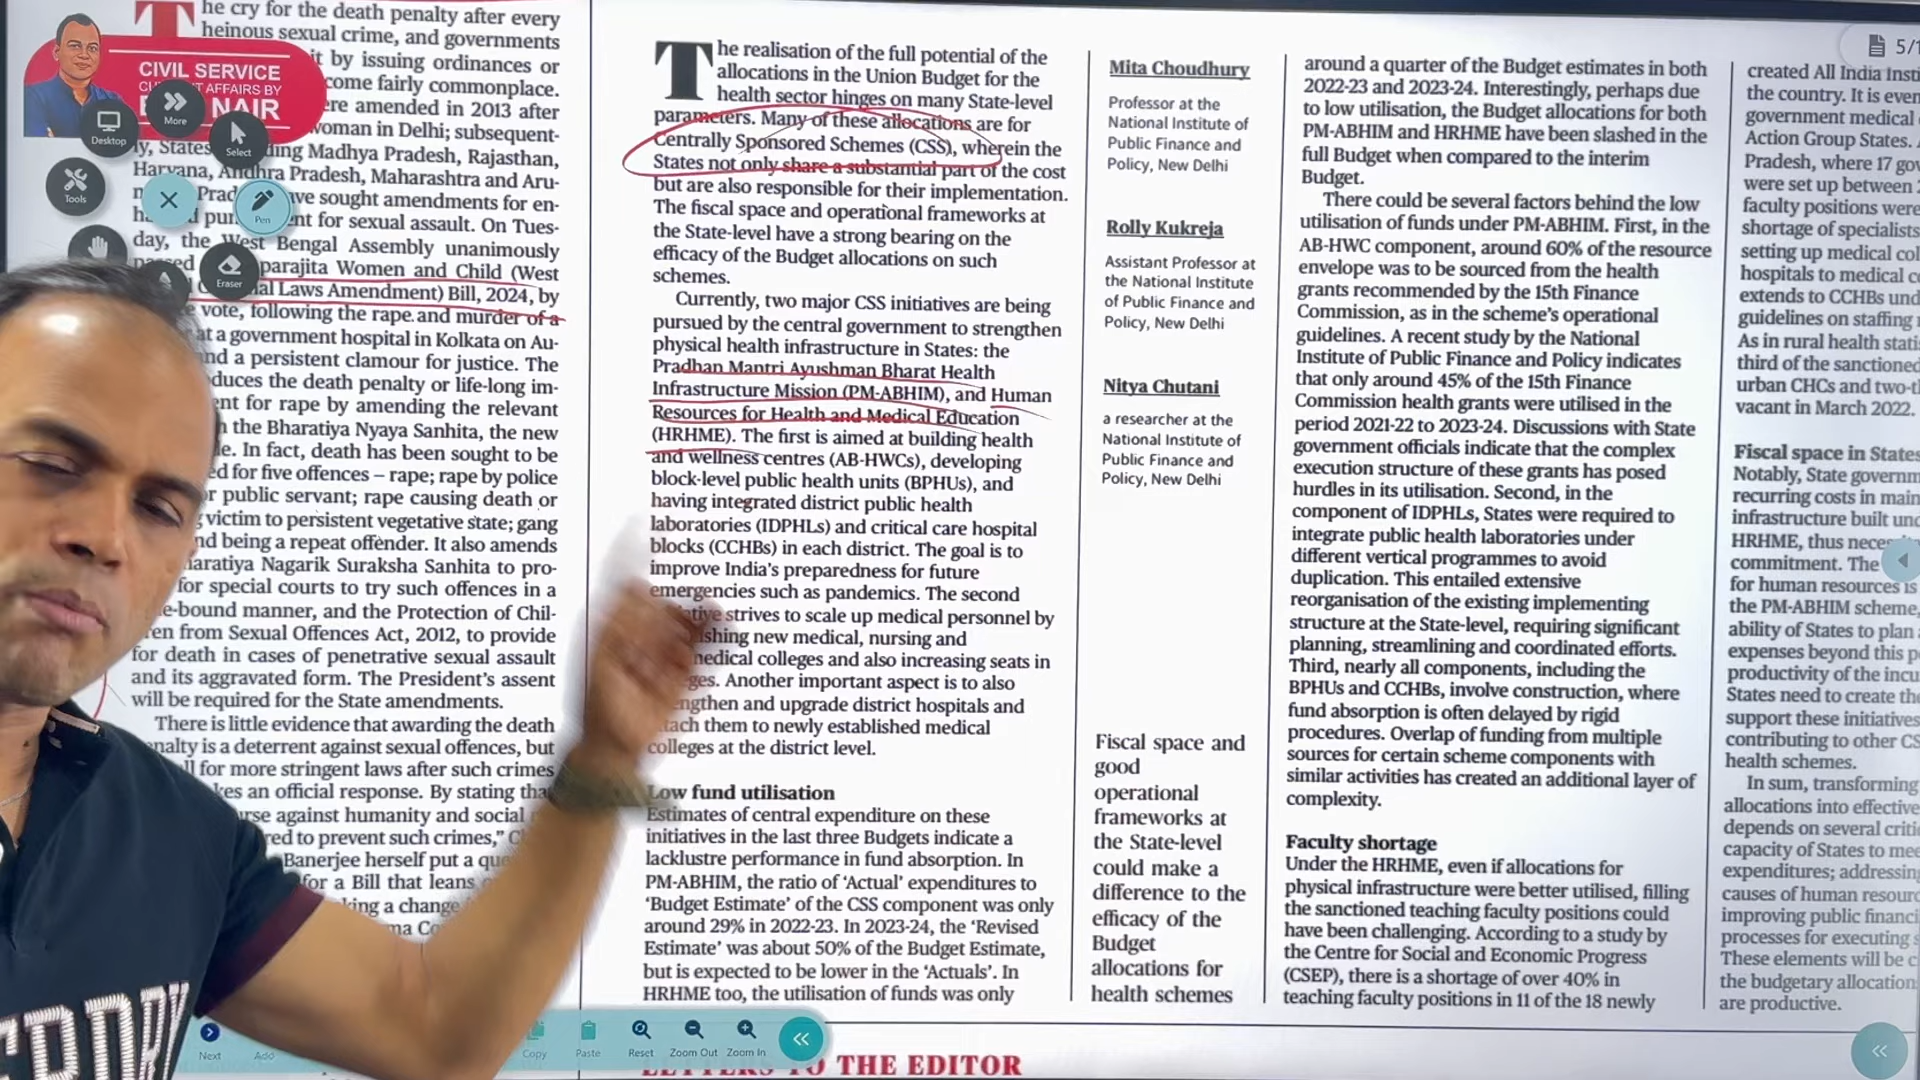 he cry for the death penalty after every
heinous sexual crime, and governments
it by issuing ordinances or
come fairly commonplace.
ere amended in 2013 after
woman in Delhi; subsequent-
ly, States ding Madhya Pradesh, Rajasthan,
Haryana, Andhra Pradesh, Maharashtra and Aru-
Prad ave sought amendments for en-
pun ent for sexual assault. On Tues-
day, the West Bengal Assembly unanimously
parajita Women and Child (West
al Laws Amendment) Bill, 2024, by
vote, following the rape and murder of a
at a government hospital in Kolkata on Au-
nd a persistent clamour for justice. The
duces the death penalty or life-long im-
ent for rape by amending the relevant
the Bharatiya Nyaya Sanhita, the new
e. In fact, death has been sought to be
ed for five offences – rape; rape by police
or public servant; rape causing death or
victim to persistent vegetative state; gang
nd being a repeat offender. It also amends
haratiya Nagarik Suraksha Sanhita to pro-
for special courts to try such offences in a
e-bound manner, and the Protection of Chil-
ren from Sexual Offences Act, 2012, to provide
for death in cases of penetrative sexual assault
and its aggravated form. The President's assent
will be required for the State amendments.
There is little evidence that awarding the death
nalty is a deterrent against sexual offences, but
ll for more stringent laws after such crimes
kes an official response. By stating that
urse against humanity and social
red to prevent such crimes,"
Banerjee herself put a que
for a Bill that leans
king a change
CIVIL SERVICE
AFFAIRS BY
NAIR
Desktop
More
Select
Tools
Pen
Eraser
The realisation of the full potential of the
allocations in the Union Budget for the
health sector hinges on many State-level
parameters. Many of these allocations are for
Centrally Sponsored Schemes (CSS), wherein the
States not only share a substantial part of the cost
but are also responsible for their implementation.
The fiscal space and operational frameworks at
the State-level have a strong bearing on the
efficacy of the Budget allocations on such
schemes.
Currently, two major CSS initiatives are being
pursued by the central government to strengthen
physical health infrastructure in States: the
Pradhan Mantri Ayushman Bharat Health
Infrastructure Mission (PM-ABHIM), and Human
Resources for Health and Medical Education
(HRHME). The first is aimed at building health
and wellness centres (AB-HWCs), developing
block-level public health units (BPHUs), and
having integrated district public health
laboratories (IDPHLs) and critical care hospital
blocks (CCHBs) in each district. The goal is to
improve India's preparedness for future
emergencies such as pandemics. The second
tive strives to scale up medical personnel by
shing new medical, nursing and
medical colleges and also increasing seats in
ges. Another important aspect is to also
engthen and upgrade district hospitals and
tach them to newly established medical
colleges at the district level.
Low fund utilisation
Estimates of central expenditure on these
initiatives in the last three Budgets indicate a
lacklustre performance in fund absorption. In
PM-ABHIM, the ratio of 'Actual' expenditures to
'Budget Estimate' of the CSS component was only
around 29% in 2022-23. In 2023-24, the 'Revised
Estimate' was about 50% of the Budget Estimate,
but is expected to be lower in the 'Actuals'. In
HRHME too, the utilisation of funds was only
Mita Choudhury
Professor at the
National Institute of
Public Finance and
Policy, New Delhi
Rolly Kukreja
Assistant Professor at
the National Institute
of Public Finance and
Policy, New Delhi
Nitya Chutani
a researcher at the
National Institute of
Public Finance and
Policy, New Delhi
Fiscal space and
good
operational
frameworks at
the State-level
could make a
difference to the
efficacy of the
Budget
allocations for
health schemes
around a quarter of the Budget estimates in both
2022-23 and 2023-24. Interestingly, perhaps due
to low utilisation, the Budget allocations for both
PM-ABHIM and HRHME have been slashed in the
full Budget when compared to the interim
Budget.
There could be several factors behind the low
utilisation of funds under PM-ABHIM. First, in the
AB-HWC component, around 60% of the resource
envelope was to be sourced from the health
grants recommended by the 15th Finance
Commission, as in the scheme's operational
guidelines. A recent study by the National
Institute of Public Finance and Policy indicates
that only around 45% of the 15th Finance
Commission health grants were utilised in the
period 2021-22 to 2023-24. Discussions with State
government officials indicate that the complex
execution structure of these grants has posed
hurdles in its utilisation. Second, in the
component of IDPHLs, States were required to
integrate public health laboratories under
different vertical programmes to avoid
duplication. This entailed extensive
reorganisation of the existing implementing
structure at the State-level, requiring significant
planning, streamlining and coordinated efforts.
Third, nearly all components, including the
BPHUs and CCHBs, involve construction, where
fund absorption is often delayed by rigid
procedures. Overlap of funding from multiple
sources for certain scheme components with
similar activities has created an additional layer of
complexity.
Faculty shortage
Under the HRHME, even if allocations for
physical infrastructure were better utilised, filling
the sanctioned teaching faculty positions could
have been challenging. According to a study by
the Centre for Social and Economic Progress
(CSEP), there is a shortage of over 40% in
teaching faculty positions in 11 of the 18 newly
5/1
created All India Insti
the country. It is even
government medical
Action Group States.
Pradesh, where 17 gov
were set up between
faculty positions were
shortage of specialists
setting up medical col
hospitals to medical c
extends to CCHBs und
guidelines on staffing
As in rural health stati
third of the sanctioned
urban CHCs and two-t
vacant in March 2022.
Fiscal space in States
Notably, State governm
recurring costs in main
infrastructure built und
HRHME, thus neces
commitment. The
for human resources is
the PM-ABHIM scheme,
ability of States to plan
expenses beyond this p
productivity of the incu
States need to create the
support these initiatives
contributing to other CS
health schemes.
In sum, transforming
allocations into effective
depends on several criti
capacity of States to mee
expenditures; addressing
causes of human resourc
improving public financi
processes for executing s
These elements will be c
the budgetary allocation
are productive.
Next
Add
Copy
Paste
Reset
Zoom Out
Zoom In
LETTERS TO THE EDITOR